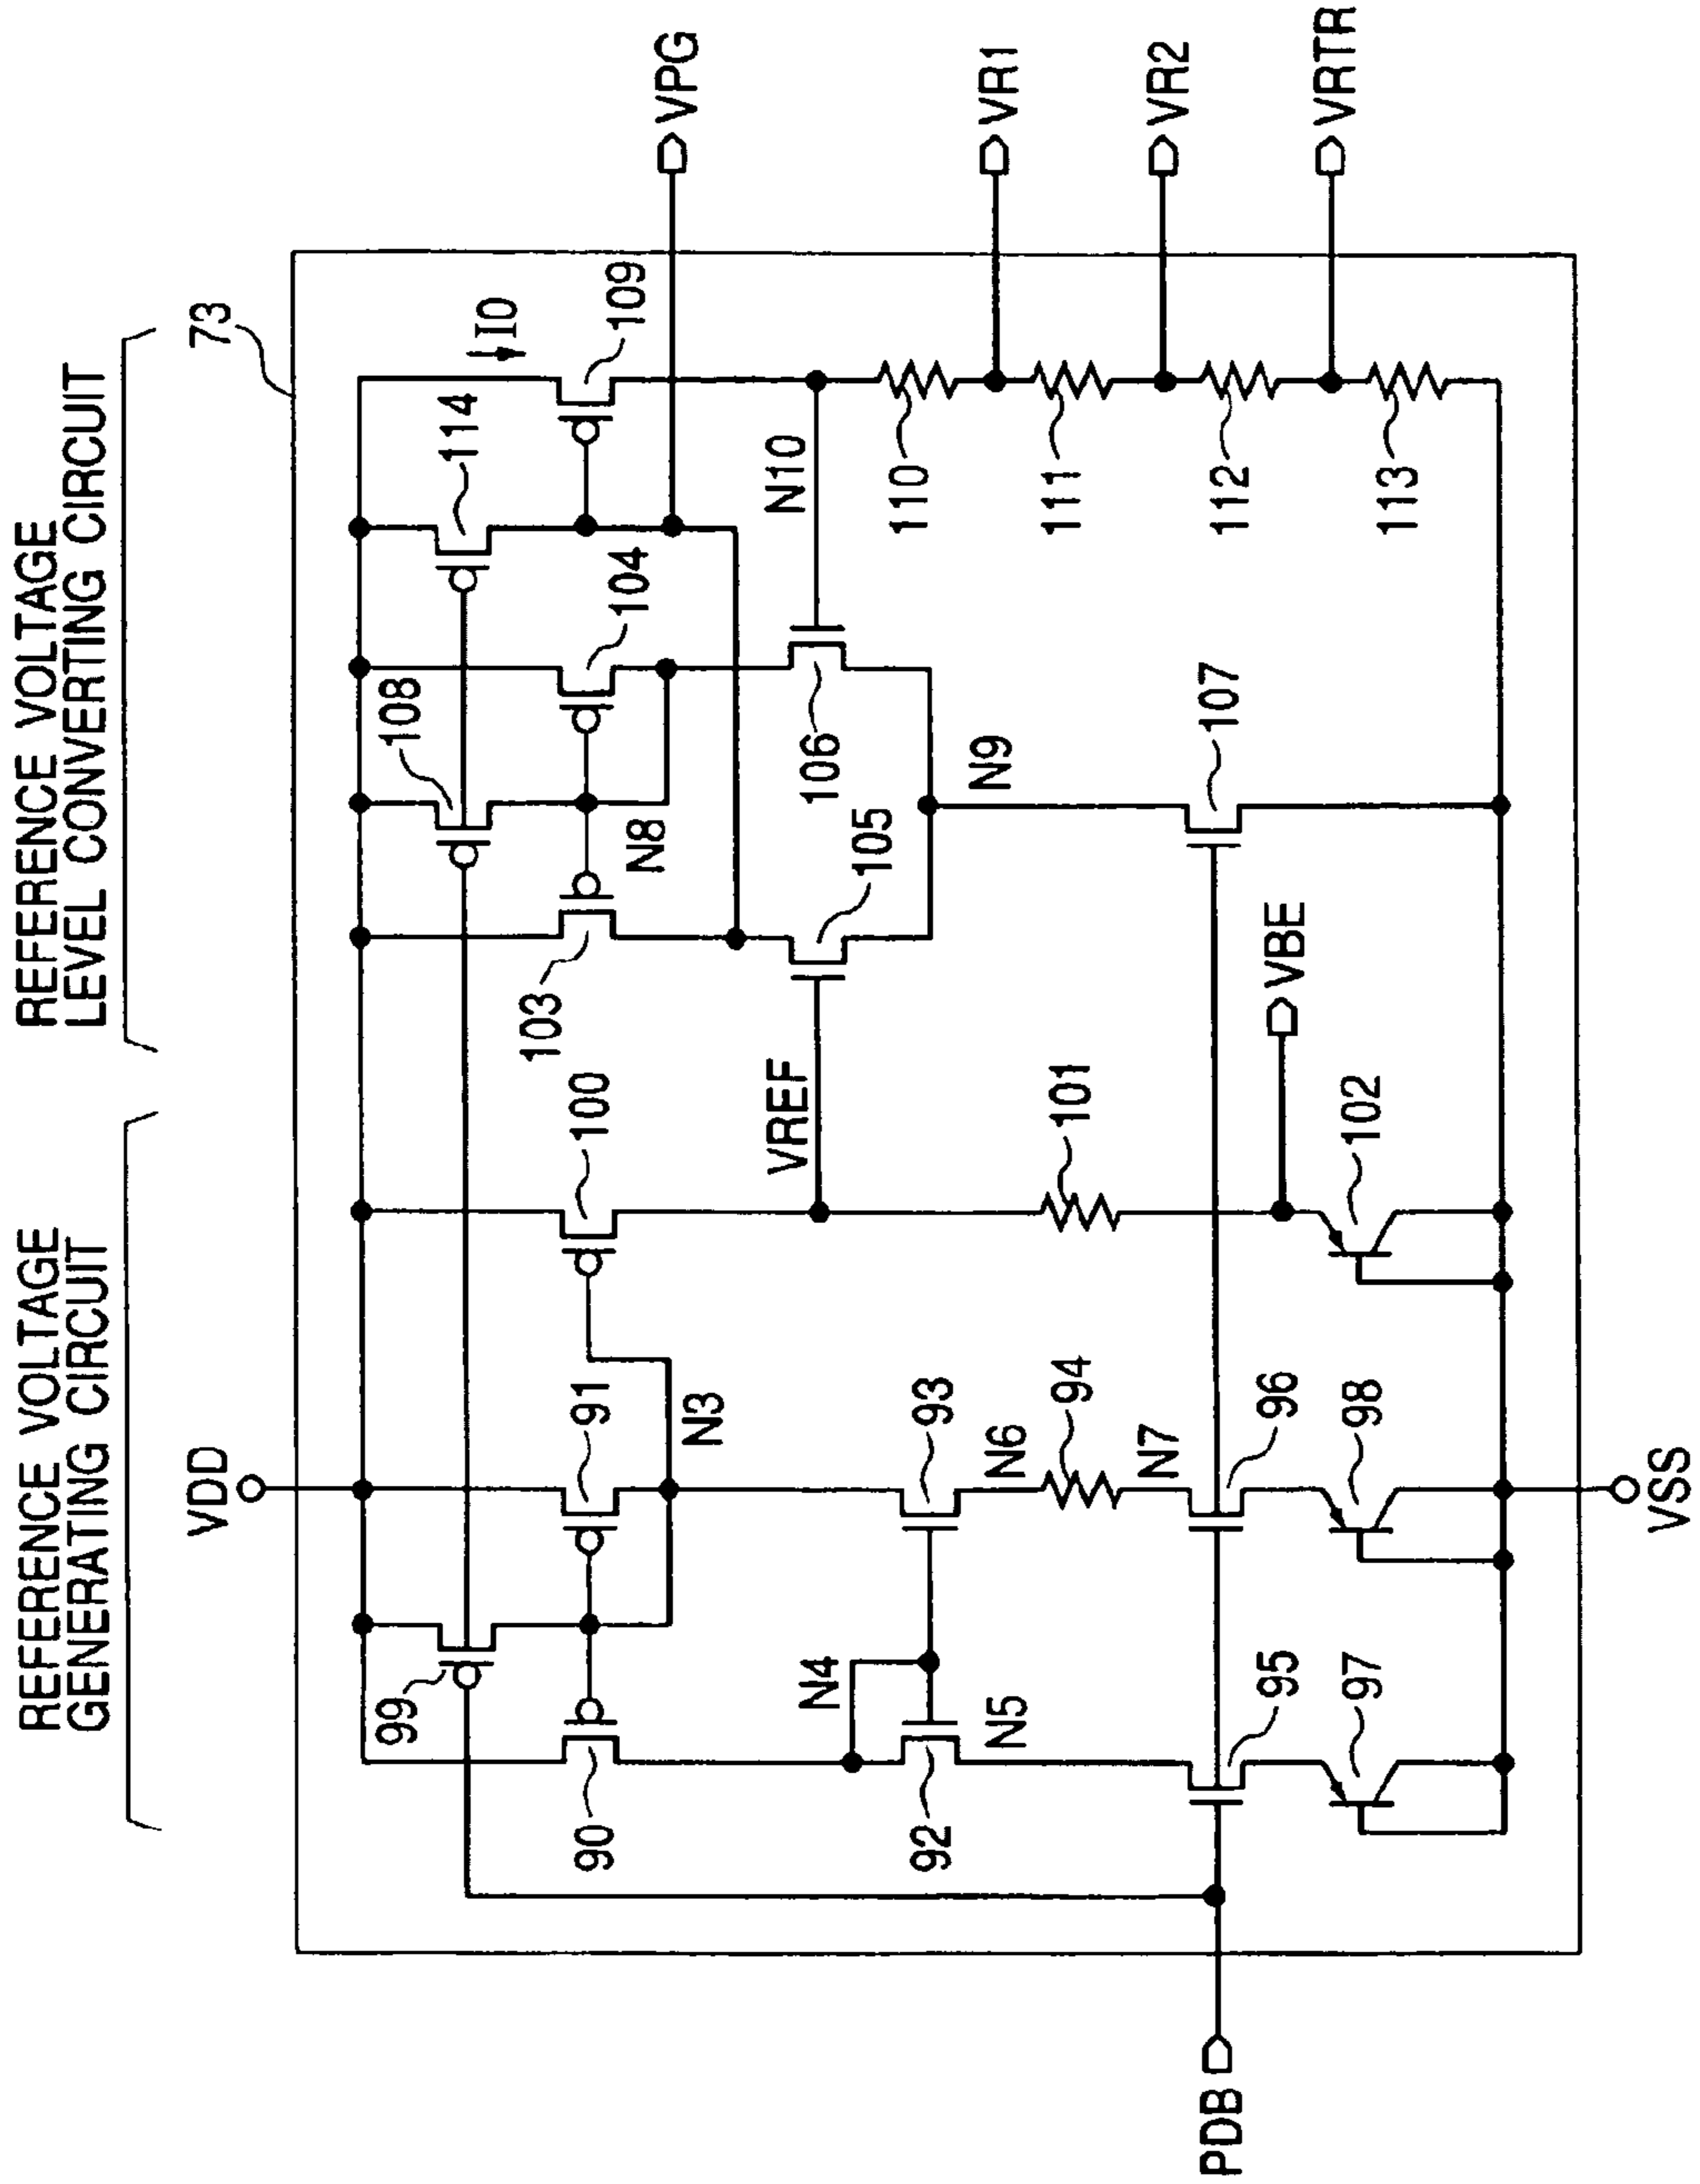 REFERENCE VOLTAGE
GENERATING CIRCUIT
REFERENCE VOLTAGE
LEVEL CONVERTING CIRCUIT
73
VDD
99
108
114
IO
90
91
100
103
104
109
N3
N8
VPG
N4
92
93
VREF
105
106
N10
N5
N6
94
101
N9
110
VR1
111
N7
VR2
PDB
95
96
VBE
107
112
97
98
102
VRTR
113
VSS